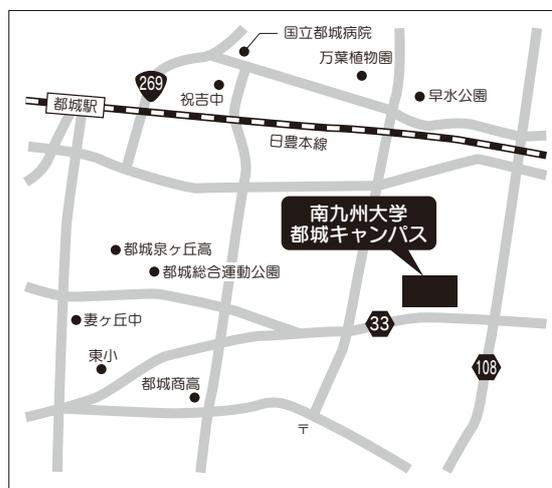 国立都城病院
万葉植物園
269
祝吉中
早水公園
都城駅
日豊本線
南九州大学
都城キャンパス
都城泉ヶ丘高
都城総合運動公園
妻ヶ丘中
33
東小
108
都城商高
〒